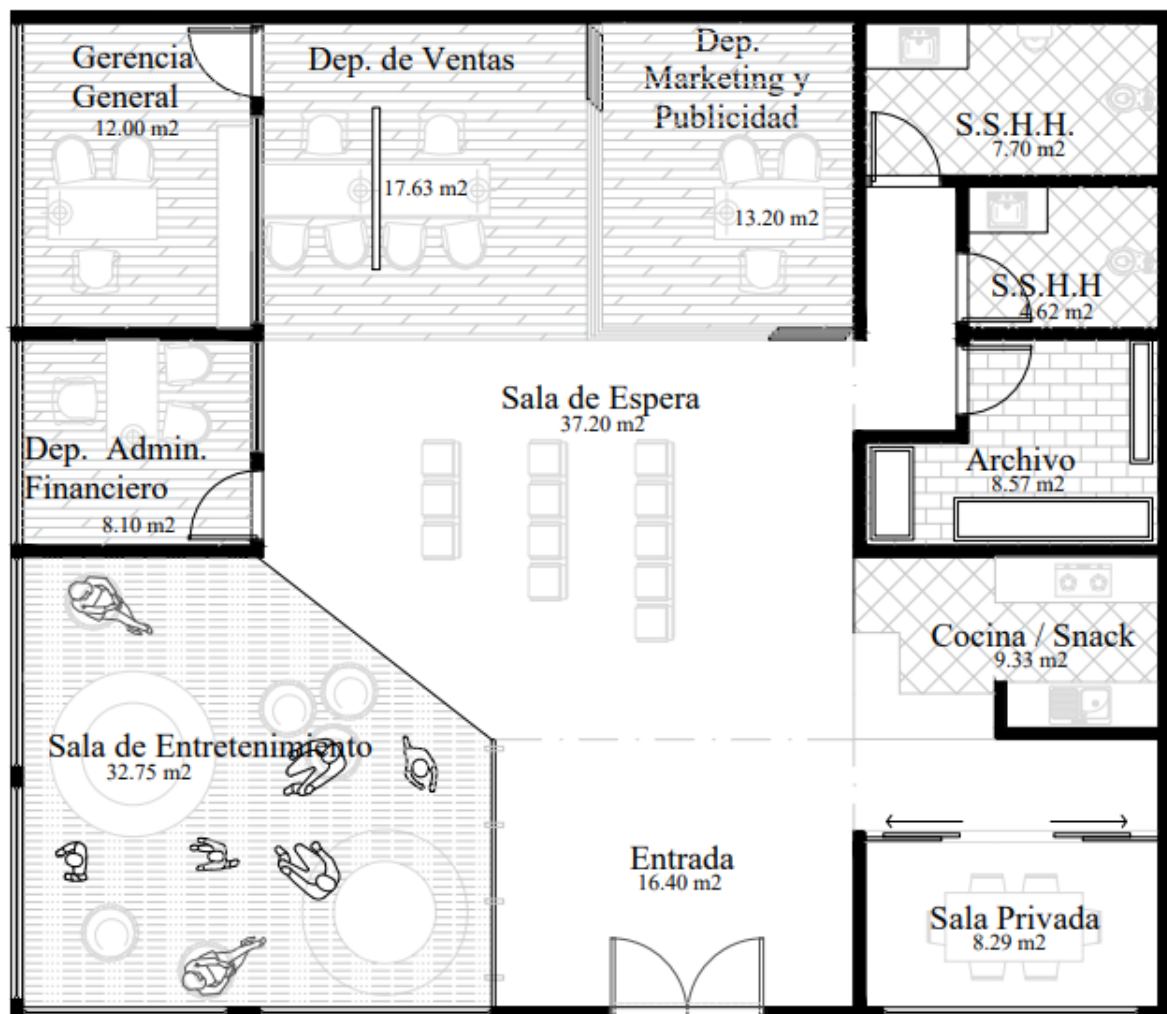 Gerencia
General
12.00 m2
Dep. de Ventas
17.63 m2
Dep.
Marketing y
Publicidad
13.20 m2
S.S.H.H.
7.70 m2
S.S.H.H
4.62 m2
Sala de Espera
37.20 m2
Dep. Admin.
Financiero
8.10 m2
Archivo
8.57 m2
Cocina / Snack
9.33 m2
Sala de Entretenimiento
32.75 m2
Entrada
16.40 m2
Sala Privada
8.29 m2